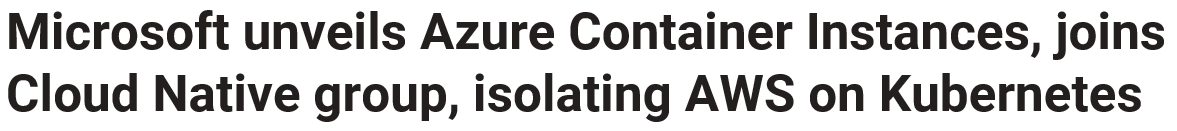 Microsoft unveils Azure Container Instances, joins
Cloud Native group, isolating AWS on Kubernetes